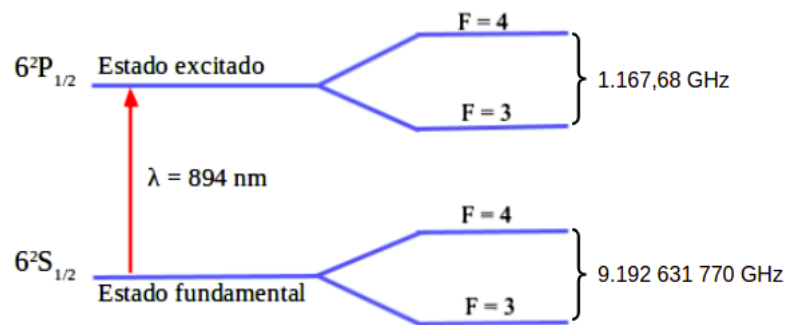 F = 4
6²P₁/₂ Estado excitado
1.167,68 GHz
F = 3
λ = 894 nm
F = 4
6²S₁/₂
9.192 631 770 GHz
Estado fundamental
F = 3